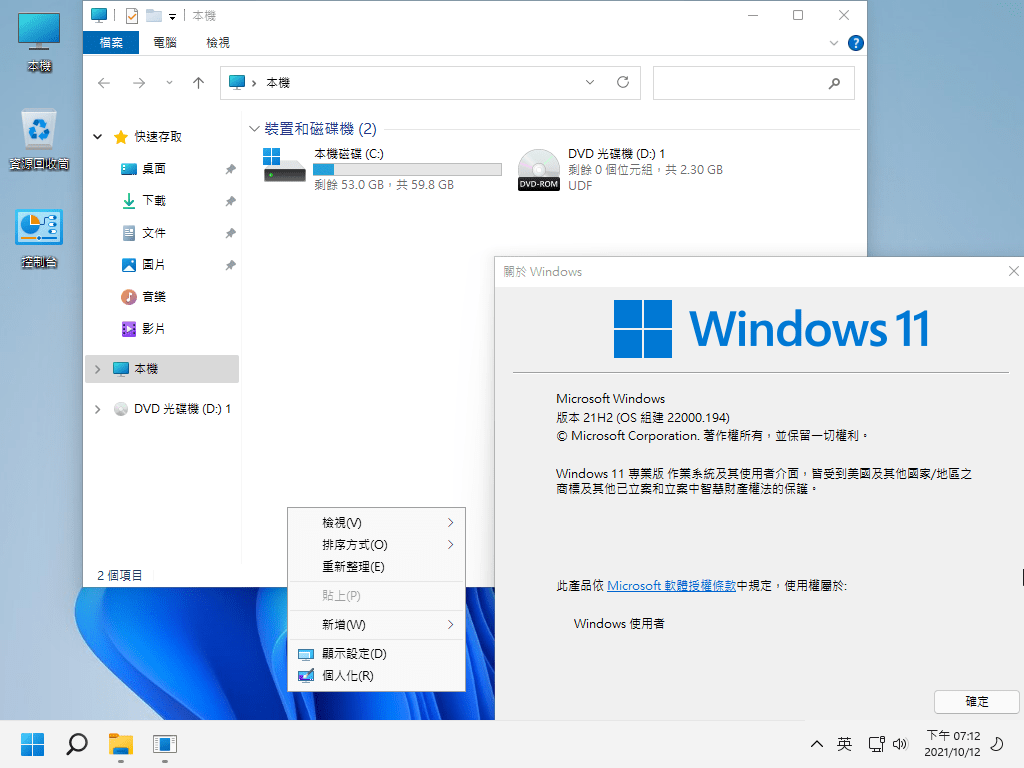 本機
資源回收筒
控制台
本機
檔案
電腦
檢視
本機
快速存取
桌面
下載
文件
圖片
音樂
影片
本機
DVD 光碟機 (D:) 1
裝置和磁碟機 (2)
本機磁碟 (C:)
剩餘 53.0 GB，共 59.8 GB
DVD-ROM
DVD 光碟機 (D:) 1
剩餘 0 個位元組，共 2.30 GB
UDF
2 個項目
檢視(V)
排序方式(O)
重新整理(E)
貼上(P)
新增(W)
顯示設定(D)
個人化(R)
關於 Windows
Windows 11
Microsoft Windows
版本 21H2 (OS 組建 22000.194)
© Microsoft Corporation. 著作權所有，並保留一切權利。
Windows 11 專業版 作業系統及其使用者介面，皆受到美國及其他國家/地區之
商標及其他已立案和立案中智慧財產權法的保護。
此產品依 Microsoft 軟體授權條款中規定，使用權屬於:
Windows 使用者
確定
英
下午 07:12
2021/10/12